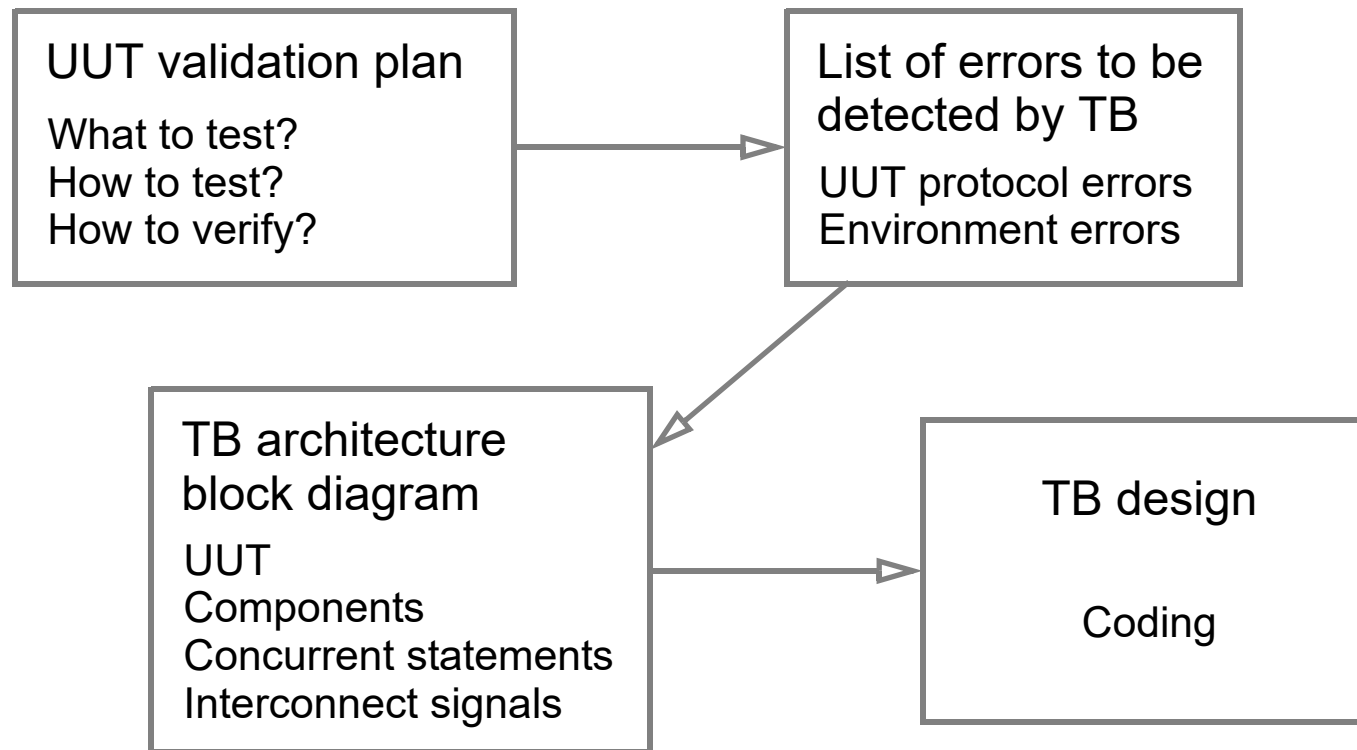 UUT validation plan
What to test?
How to test?
How to verify?
List of errors to be
detected by TB
UUT protocol errors
Environment errors
TB architecture
block diagram
UUT
Components
Concurrent statements
Interconnect signals
TB design
Coding